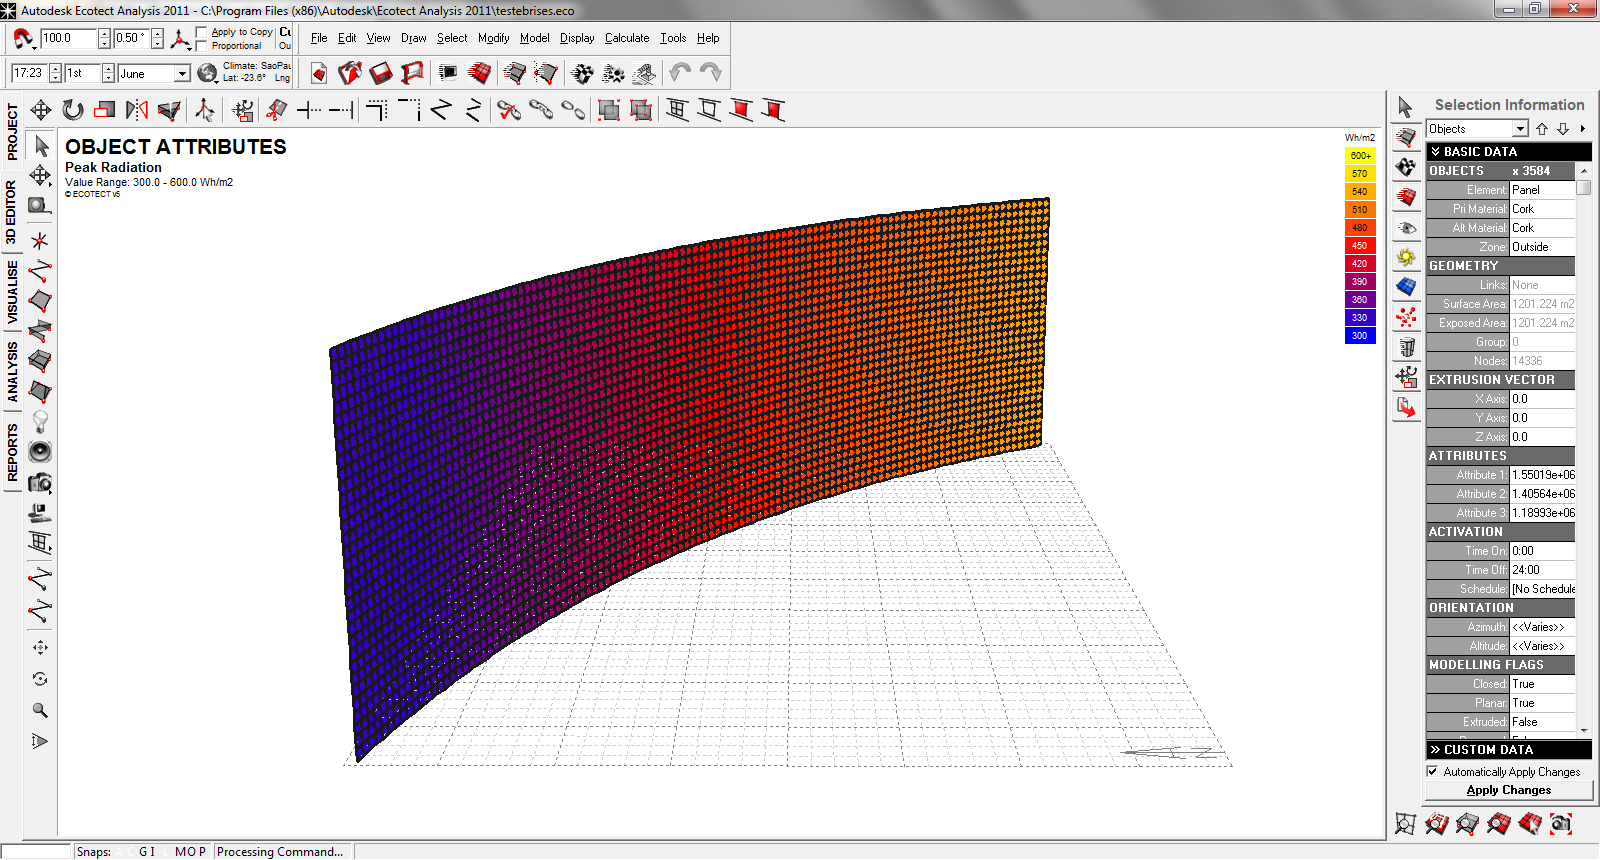 Autodesk Ecotect Analysis 2011 - C:\Program Files (x86)\Autodesk\Ecotect Analysis 2011\testebrises.eco
100.0
0.50 °
Apply to Copy
Proportional
Cu
Ou
File Edit View Draw Select Modify Model Display Calculate Tools Help
17:23
1st
June
Climate: SaoPau
Lat: -23.6° Lng
PROJECT
3D EDITOR
VISUALISE
ANALYSIS
REPORTS
OBJECT ATTRIBUTES
Peak Radiation
Value Range: 300.0 - 600.0 Wh/m2
© ECOTECT v5
Wh/m2
600+
570
540
510
480
450
420
390
360
330
300
N
Selection Information
Objects
BASIC DATA
OBJECTS x 3584
Element: Panel
Pri Material: Cork
Alt Material: Cork
Zone: Outside
GEOMETRY
Links: None
Surface Area: 1201.224 m2
Exposed Area: 1201.224 m2
Group: 0
Nodes: 14336
EXTRUSION VECTOR
X Axis: 0.0
Y Axis: 0.0
Z Axis: 0.0
ATTRIBUTES
Attribute 1: 1.55019e+06
Attribute 2: 1.40564e+06
Attribute 3: 1.18993e+06
ACTIVATION
Time On: 0:00
Time Off: 24:00
Schedule: [No Schedule
ORIENTATION
Azimuth: <<Varies>>
Altitude: <<Varies>>
MODELLING FLAGS
Closed: True
Planar: True
Extruded: False
CUSTOM DATA
Automatically Apply Changes
Apply Changes
Snaps: A C G I L M O P
Processing Command...